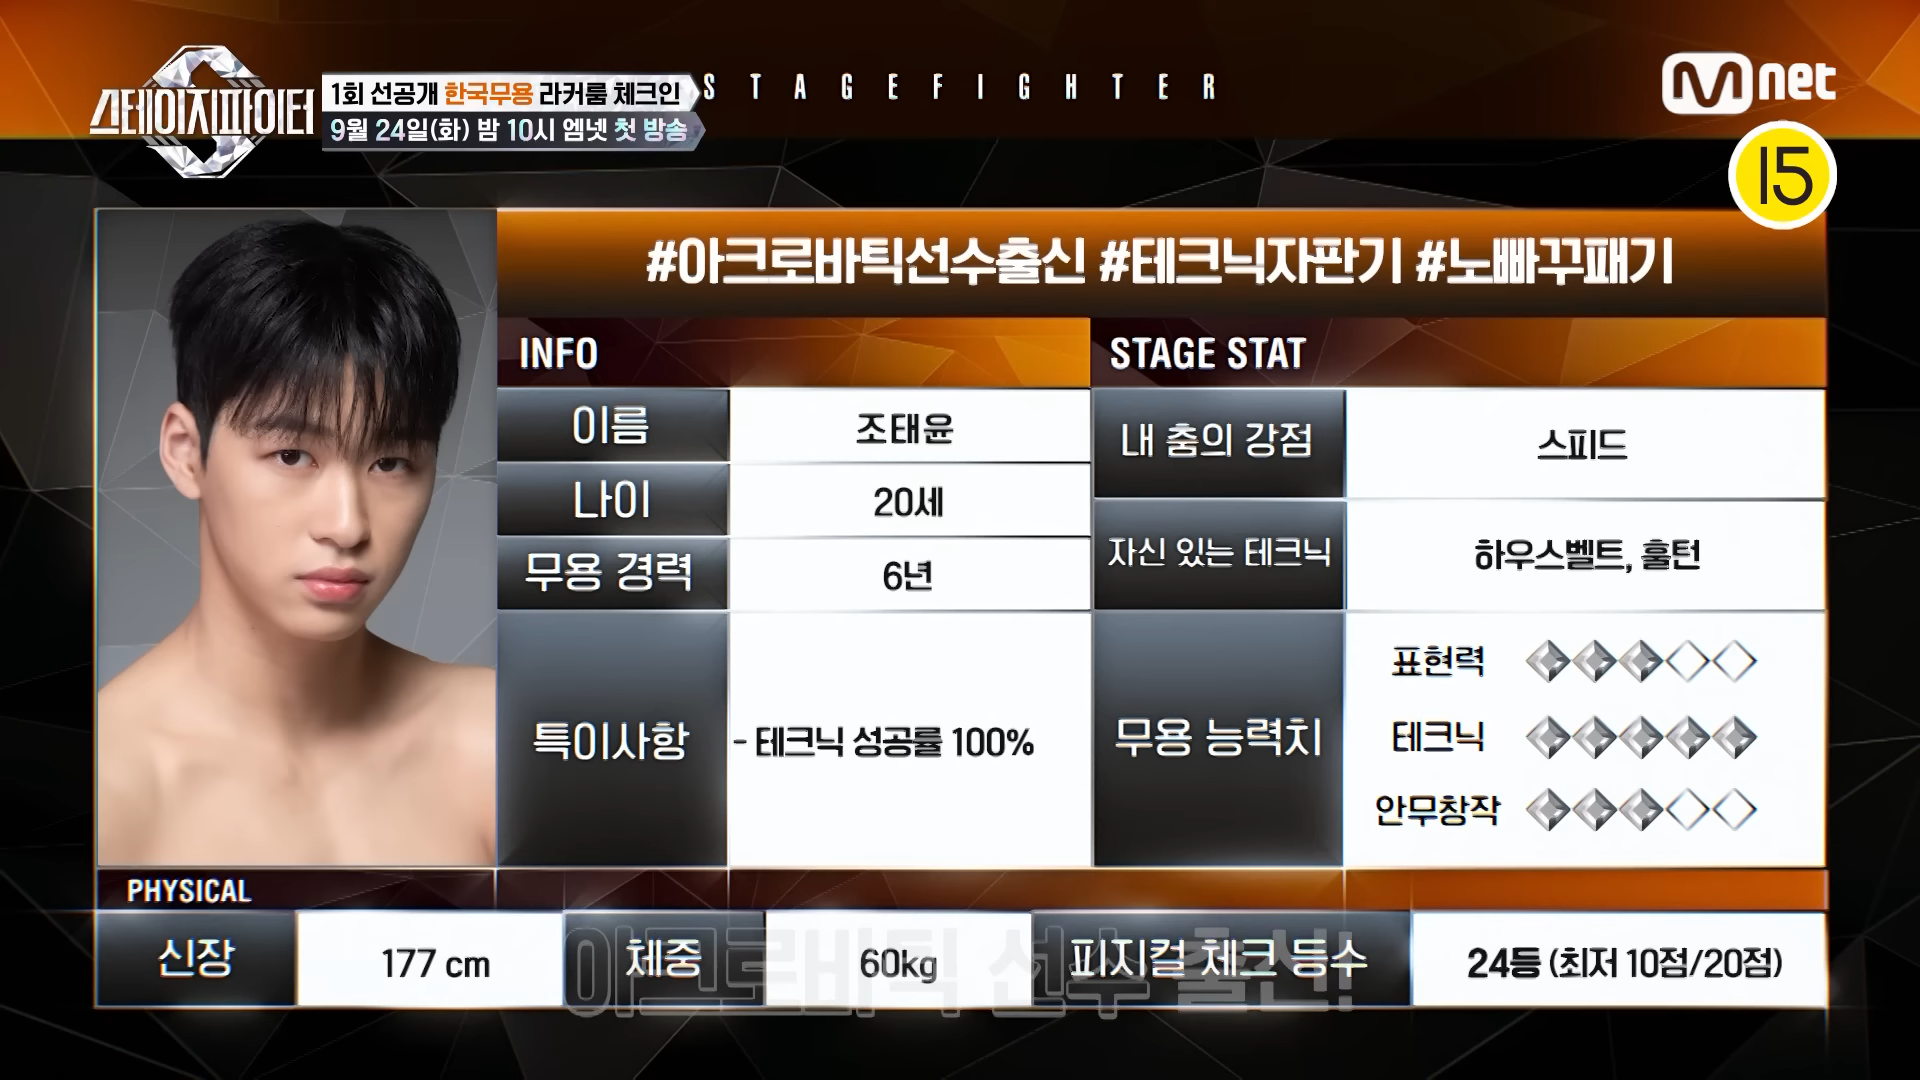 스테이지파이터
1회 선공개 한국무용 라커룸 체크인
9월 24일(화) 밤 10시 엠넷 첫 방송
STAGEFIGHTER
Mnet
15
#아크로바틱선수출신 #테크닉자판기 #노빠꾸패기
INFO
이름 조태윤
나이 20세
무용 경력 6년
특이사항 - 테크닉 성공률 100%
STAGE STAT
내 춤의 강점 스피드
자신 있는 테크닉 하우스벨트, 훌턴
무용 능력치
표현력
테크닉
안무창작
PHYSICAL
신장 177 cm 체중 60kg 피지컬 체크 등수 24등 (최저 10점/20점)
아크로바틱 선수 출신!